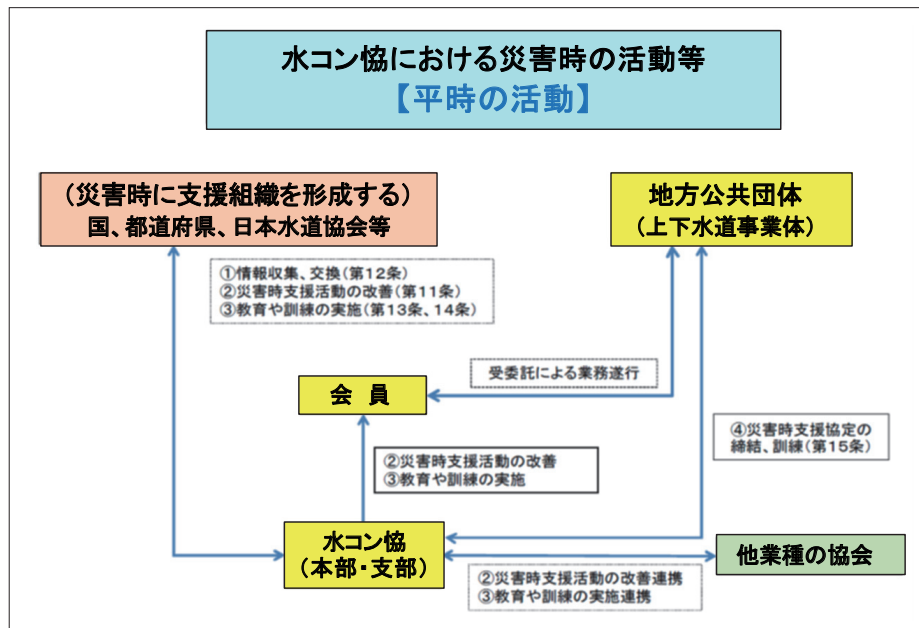 水コン協における災害時の活動等
【平時の活動】
（災害時に支援組織を形成する）
国、都道府県、日本水道協会等
地方公共団体
（上下水道事業体）
①情報収集、交換(第12条)
②災害時支援活動の改善(第11条)
③教育や訓練の実施(第13条、14条)
受委託による業務遂行
会　員
④災害時支援協定の
締結、訓練(第15条)
②災害時支援活動の改善
③教育や訓練の実施
水コン協
（本部・支部）
他業種の協会
②災害時支援活動の改善連携
③教育や訓練の実施連携